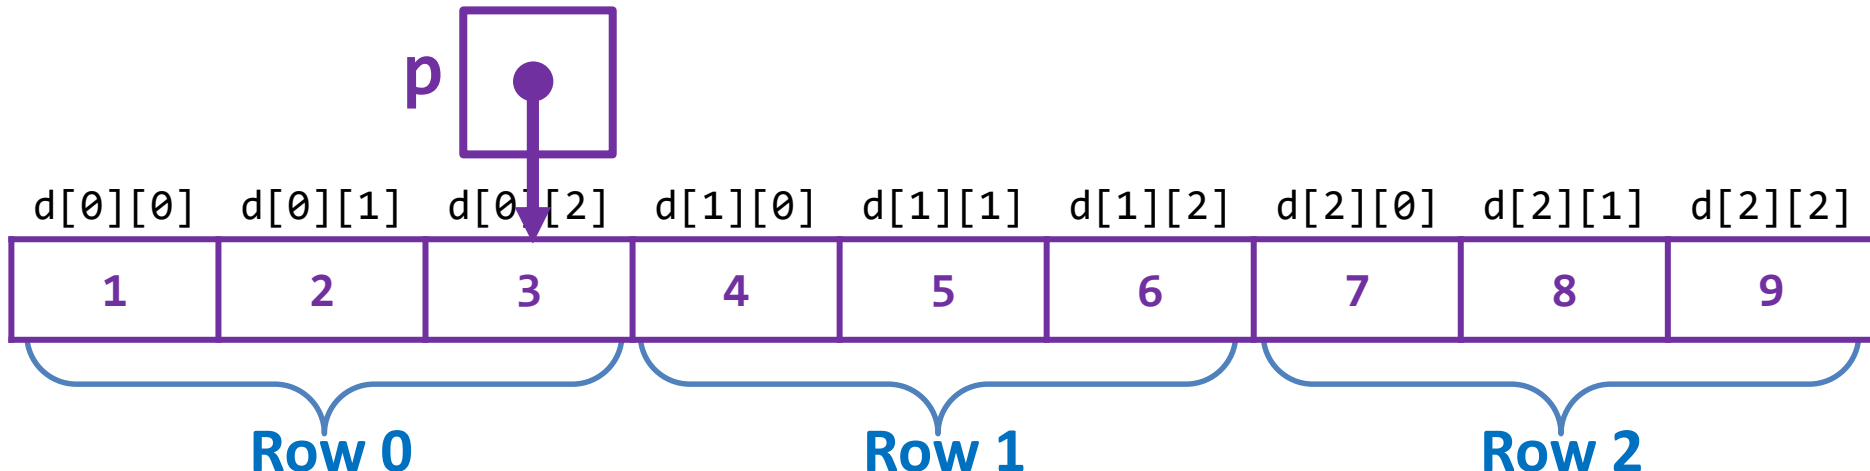 p
d[0][0] d[0][1] d[0][2] d[1][0] d[1][1] d[1][2] d[2][0] d[2][1] d[2][2]
1 2 3 4 5 6 7 8 9
Row 0 Row 1 Row 2